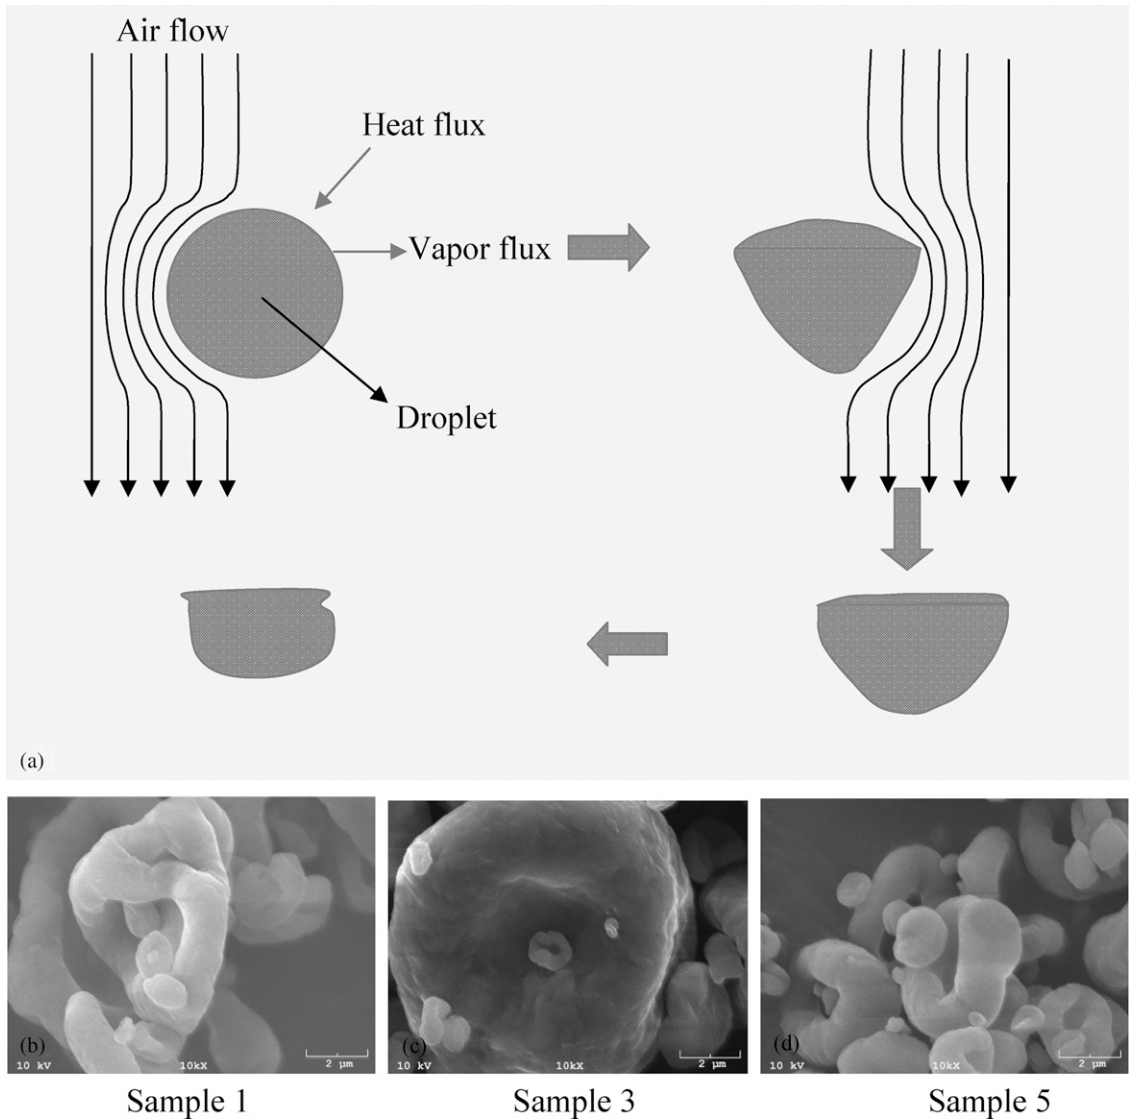 Air flow
Heat flux
Vapor flux
Droplet
(a)
(b)
10 kV 10kX 2 μm
(c)
10 kV 10kX 2 μm
(d)
10 kV 10kX 2 μm
Sample 1 Sample 3 Sample 5